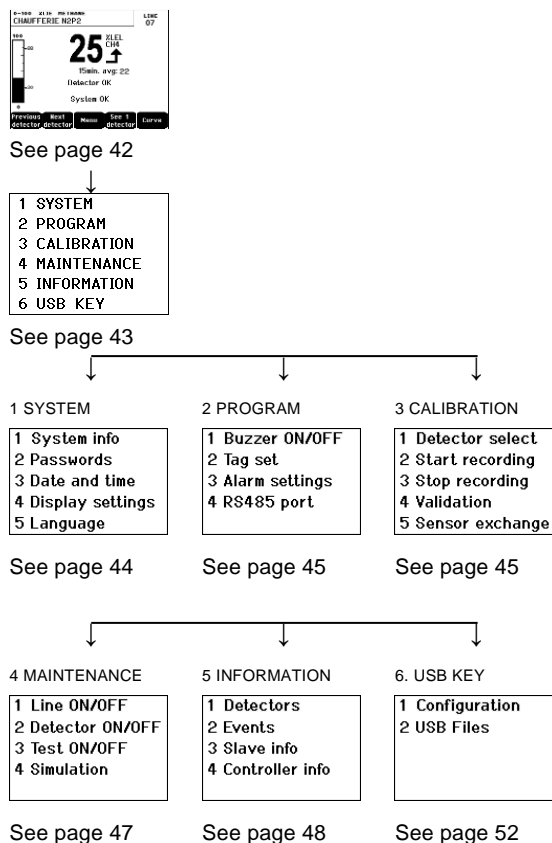 0-100 %LIE METHANE
LINE
CHAUFFERIE N2P2
07
100
25 %LEL
CH4
15min. avg: 22
Detector OK
System OK
0
Previous detector Next detector Menu See 1 detector Curve
See page 42
1 SYSTEM
2 PROGRAM
3 CALIBRATION
4 MAINTENANCE
5 INFORMATION
6 USB KEY
See page 43
1 SYSTEM
1 System info
2 Passwords
3 Date and time
4 Display settings
5 Language
See page 44
2 PROGRAM
1 Buzzer ON/OFF
2 Tag set
3 Alarm settings
4 RS485 port
See page 45
3 CALIBRATION
1 Detector select
2 Start recording
3 Stop recording
4 Validation
5 Sensor exchange
See page 45
4 MAINTENANCE
1 Line ON/OFF
2 Detector ON/OFF
3 Test ON/OFF
4 Simulation
See page 47
5 INFORMATION
1 Detectors
2 Events
3 Slave info
4 Controller info
See page 48
6. USB KEY
1 Configuration
2 USB Files
See page 52